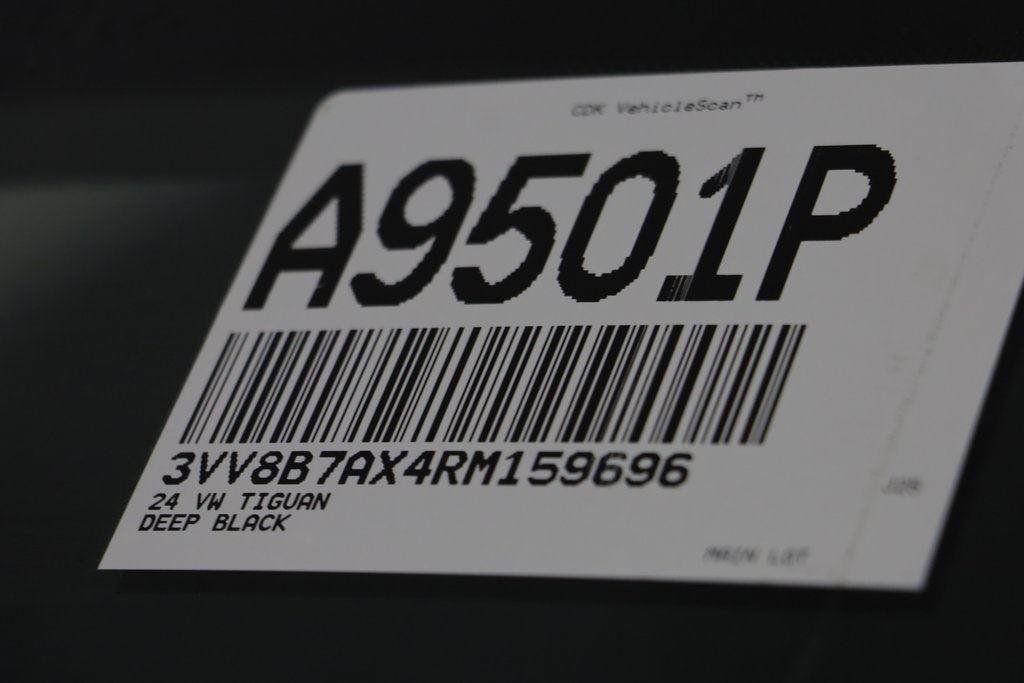 CDK VehicleScan™
A9501P
3VV8B7AX4RM159696
24 VW TIGUAN
DEEP BLACK
MAIN LOT